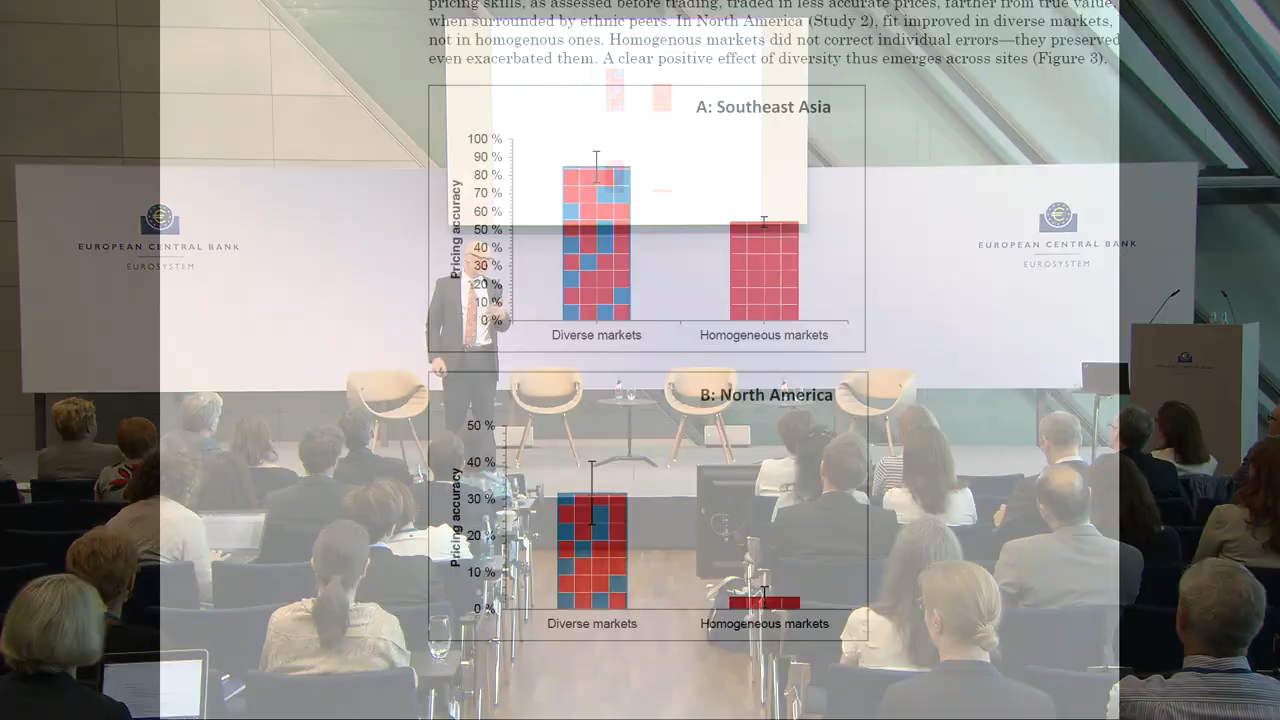 pricing skills, as assessed before trading, traded in less accurate prices, farther from true value,
when surrounded by ethnic peers. In North America (Study 2), fit improved in diverse markets,
not in homogenous ones. Homogenous markets did not correct individual errors—they preserved
even exacerbated them. A clear positive effect of diversity thus emerges across sites (Figure 3).
A: Southeast Asia
100 %
90 %
80 %
70 %
60 %
50 %
40 %
30 %
20 %
10 %
0 %
Pricing accuracy
Diverse markets
Homogeneous markets
B: North America
50 %
40 %
30 %
20 %
10 %
0 %
Pricing accuracy
Diverse markets
Homogeneous markets
EUROPEAN CENTRAL BANK
EUROSYSTEM
EUROPEAN CENTRAL BANK
EUROSYSTEM